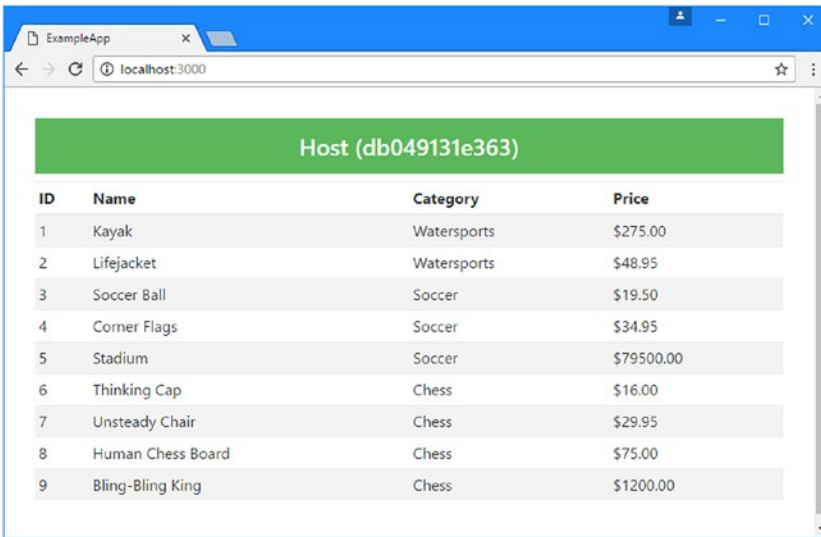 ExampleApp
localhost:3000
Host (db049131e363)
ID Name Category Price
1 Kayak Watersports $275.00
2 Lifejacket Watersports $48.95
3 Soccer Ball Soccer $19.50
4 Corner Flags Soccer $34.95
5 Stadium Soccer $79500.00
6 Thinking Cap Chess $16.00
7 Unsteady Chair Chess $29.95
8 Human Chess Board Chess $75.00
9 Bling-Bling King Chess $1200.00